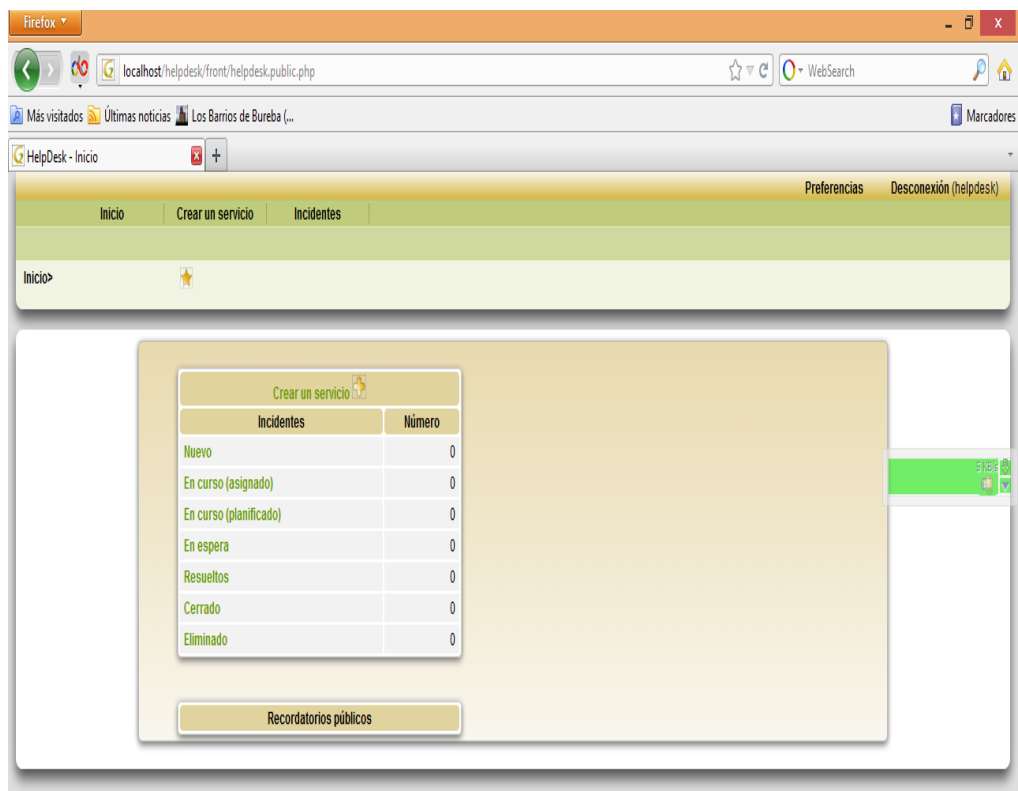 Firefox
localhost/helpdesk/front/helpdesk.public.php
WebSearch
Más visitados Últimas noticias Los Barrios de Bureba (...
Marcadores
HelpDesk - Inicio
Preferencias Desconexión (helpdesk)
Inicio Crear un servicio Incidentes
Inicio>
Crear un servicio
Incidentes Número
Nuevo 0
En curso (asignado) 0
En curso (planificado) 0
En espera 0
Resueltos 0
Cerrado 0
Eliminado 0
5 KB/s
Recordatorios públicos